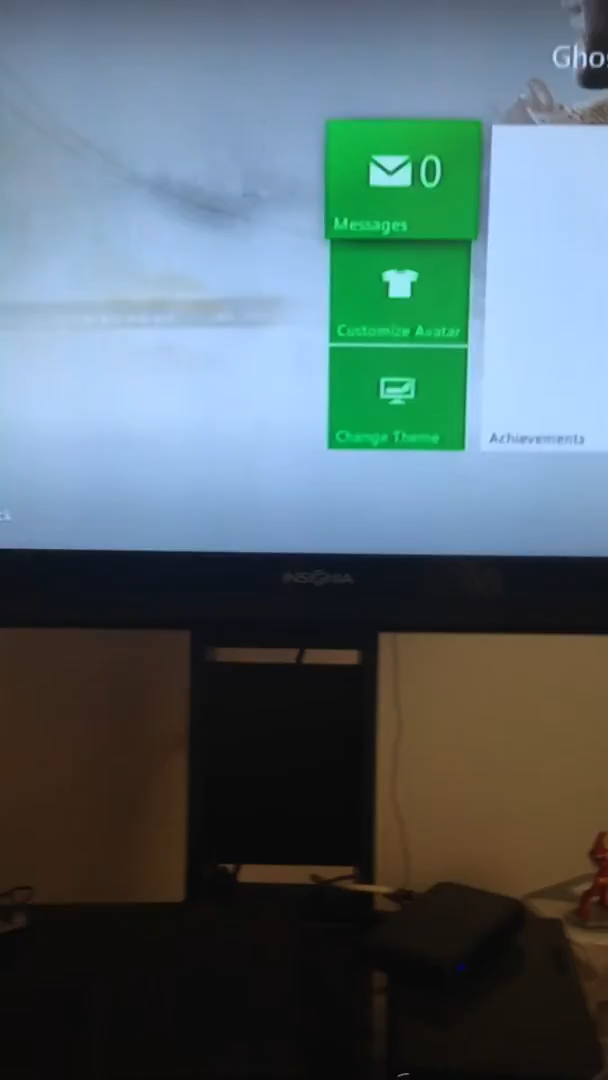 Ghos
0
Messages
Customize Avatar
Change Theme
Achievements
INSIGNIA